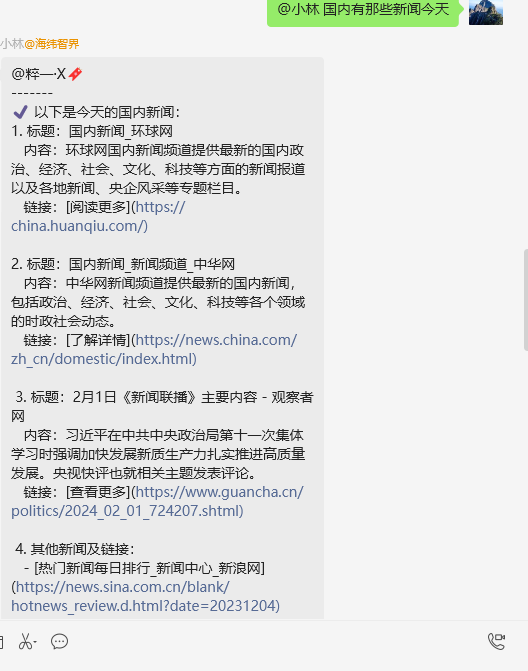 @小林 国内有那些新闻今天
小林@海纬智界
@粹一·X
-------
以下是今天的国内新闻：
1. 标题：国内新闻_环球网
内容：环球网国内新闻频道提供最新的国内政
治、经济、社会、文化、科技等方面的新闻报道
以及各地新闻、央企风采等专题栏目。
链接：[阅读更多](https://
china.huanqiu.com/)
2. 标题：国内新闻_新闻频道_中华网
内容：中华网新闻频道提供最新的国内新闻，
包括政治、经济、社会、文化、科技等各个领域
的时政社会动态。
链接：[了解详情](https://news.china.com/
zh_cn/domestic/index.html)
3. 标题：2月1日《新闻联播》主要内容 - 观察者
网
内容：习近平在中共中央政治局第十一次集体
学习时强调加快发展新质生产力扎实推进高质量
发展。央视快评也就相关主题发表评论。
链接：[查看更多](https://www.guancha.cn/
politics/2024_02_01_724207.shtml)
4. 其他新闻及链接：
- [热门新闻每日排行_新闻中心_新浪网]
(https://news.sina.com.cn/blank/
hotnews_review.d.html?date=20231204)